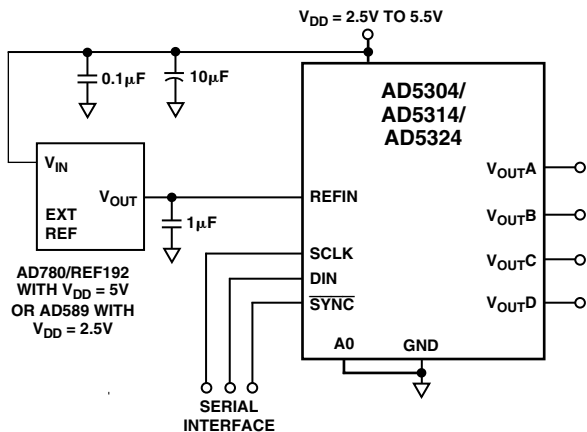 V_DD = 2.5V TO 5.5V
0.1μF
10μF
AD5304/
AD5314/
AD5324
V_IN
V_OUT
EXT
REF
1μF
REFIN
SCLK
DIN
SYNC
A0
GND
V_OUTA
V_OUTB
V_OUTC
V_OUTD
AD780/REF192
WITH V_DD = 5V
OR AD589 WITH
V_DD = 2.5V
SERIAL
INTERFACE